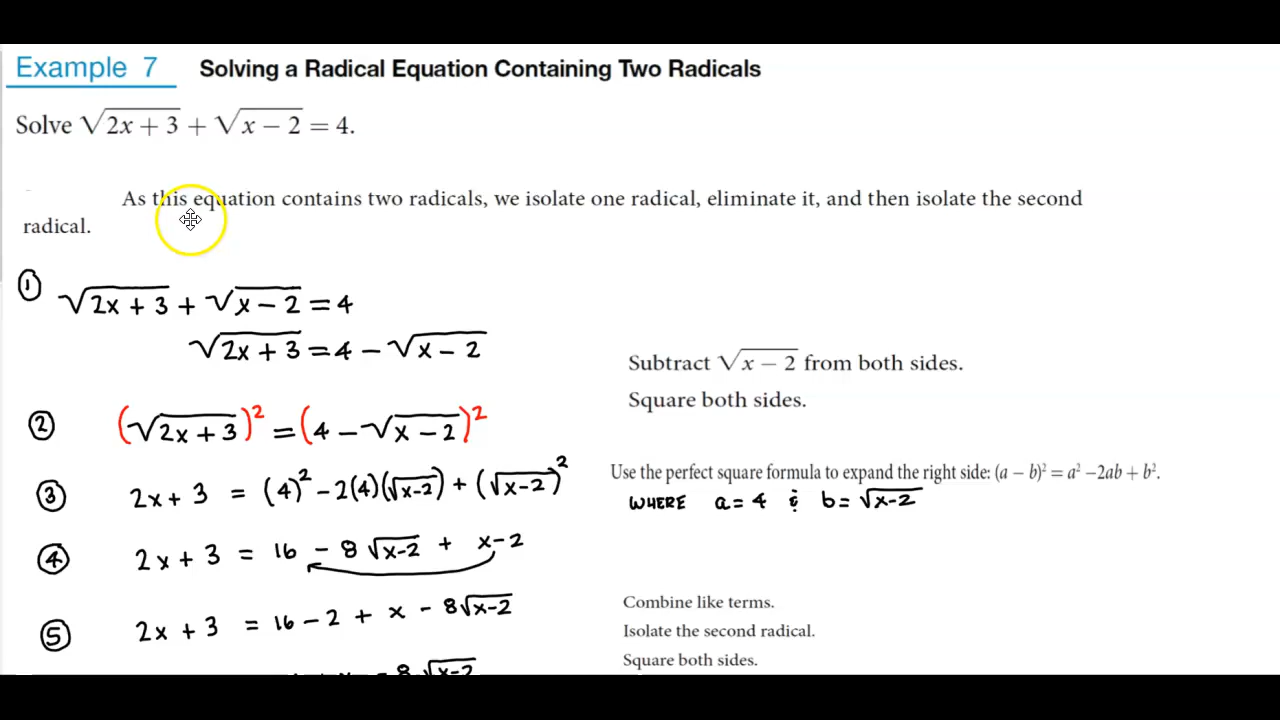 Example 7 Solving a Radical Equation Containing Two Radicals
Solve √(2x + 3) + √(x − 2) = 4.
As this equation contains two radicals, we isolate one radical, eliminate it, and then isolate the second
radical.
① √(2x + 3) + √(x − 2) = 4
√(2x + 3) = 4 − √(x − 2)
Subtract √(x − 2) from both sides.
Square both sides.
② (√(2x + 3))² = (4 − √(x − 2))²
③ 2x + 3 = (4)² − 2(4)(√(x−2)) + (√(x−2))²
Use the perfect square formula to expand the right side: (a − b)² = a² −2ab + b².
WHERE a = 4 & b = √(x−2)
④ 2x + 3 = 16 − 8√(x−2) + x−2
Combine like terms.
⑤ 2x + 3 = 16 − 2 + x − 8√(x−2)
Isolate the second radical.
Square both sides.
x − 8√(x−2)